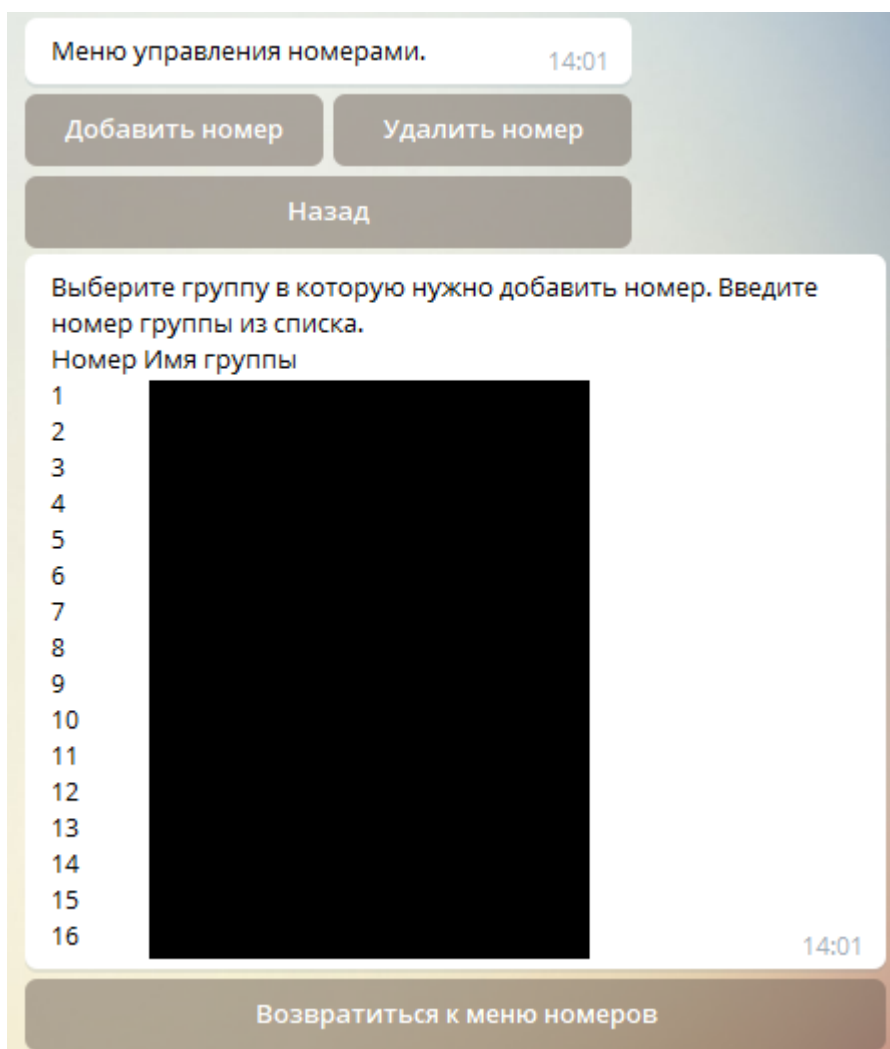 Меню управления номерами.
14:01
Добавить номер
Удалить номер
Назад
Выберите группу в которую нужно добавить номер. Введите
номер группы из списка.
Номер Имя группы
1
2
3
4
5
6
7
8
9
10
11
12
13
14
15
16
14:01
Возвратиться к меню номеров